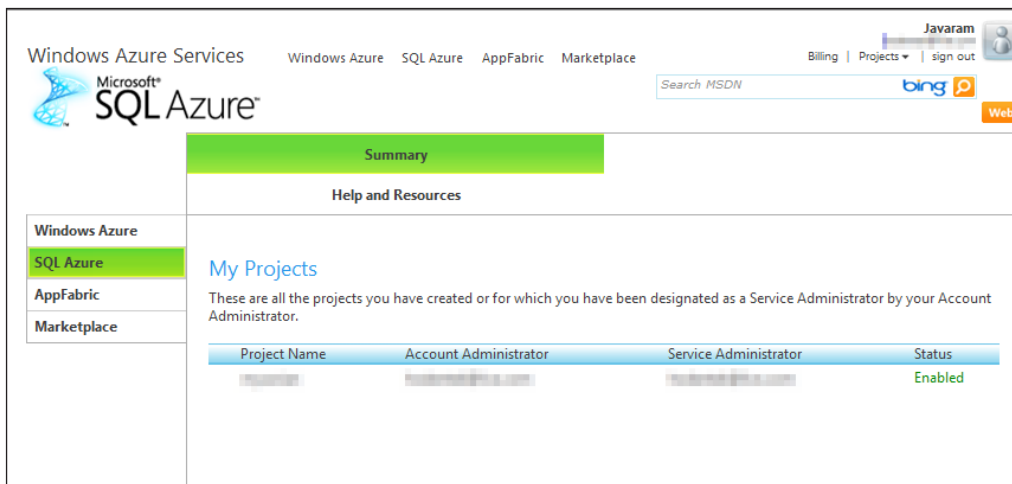 Javaram
Windows Azure Services
Windows Azure SQL Azure AppFabric Marketplace
Billing | Projects | sign out
Microsoft®
SQL Azure™
Search MSDN
bing
Web
Summary
Help and Resources
Windows Azure
SQL Azure
AppFabric
Marketplace
My Projects
These are all the projects you have created or for which you have been designated as a Service Administrator by your Account
Administrator.
Project Name Account Administrator Service Administrator Status
Enabled